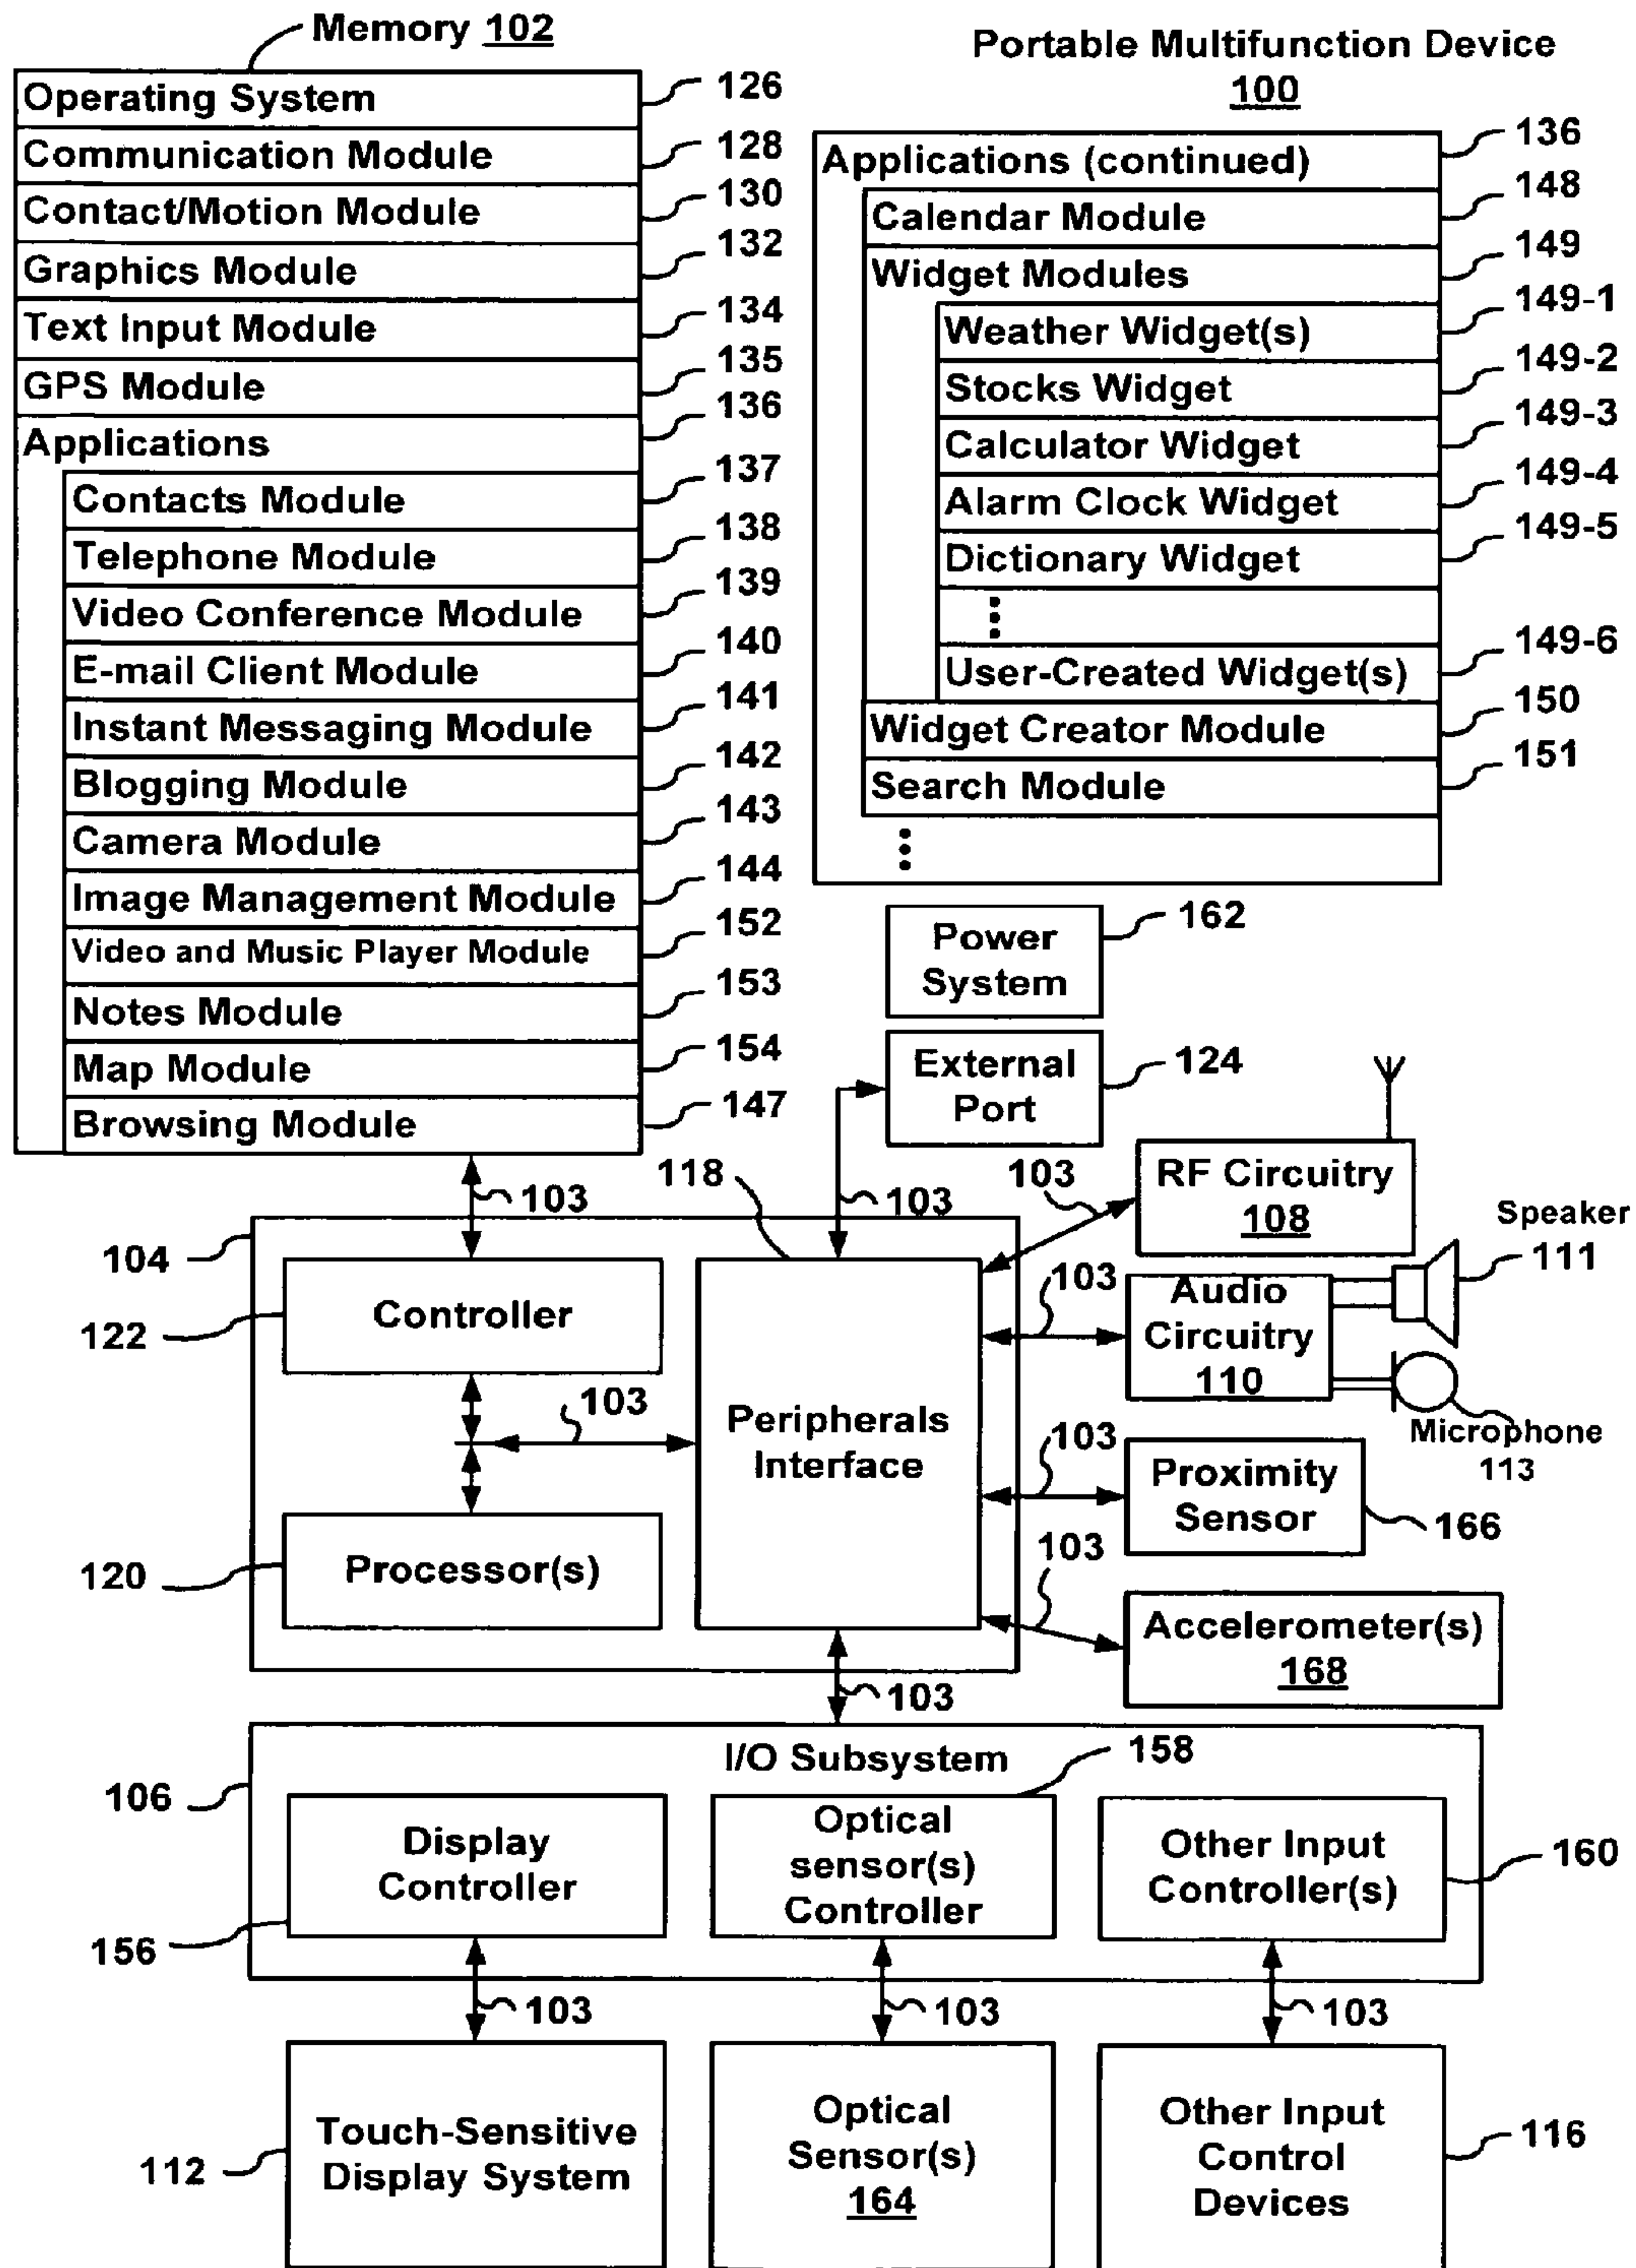 Memory 102
Operating System 126
Communication Module 128
Contact/Motion Module 130
Graphics Module 132
Text Input Module 134
GPS Module 135
Applications 136
Contacts Module 137
Telephone Module 138
Video Conference Module 139
E-mail Client Module 140
Instant Messaging Module 141
Blogging Module 142
Camera Module 143
Image Management Module 144
Video and Music Player Module 152
Notes Module 153
Map Module 154
Browsing Module 147
Portable Multifunction Device
100
Applications (continued) 136
Calendar Module 148
Widget Modules 149
Weather Widget(s) 149-1
Stocks Widget 149-2
Calculator Widget 149-3
Alarm Clock Widget 149-4
Dictionary Widget 149-5
User-Created Widget(s) 149-6
Widget Creator Module 150
Search Module 151
Power
System
162
External
Port
124
103
118
103
103
RF Circuitry
108
Speaker
111
104
Controller
122
103
Audio
Circuitry
110
103
Peripherals
Interface
Microphone
113
103
Proximity
Sensor
166
120
Processor(s)
103
Accelerometer(s)
168
103
I/O Subsystem
158
106
Display
Controller
156
Optical
sensor(s)
Controller
Other Input
Controller(s)
160
103
103
103
Touch-Sensitive
Display System
112
Optical
Sensor(s)
164
Other Input
Control
Devices
116